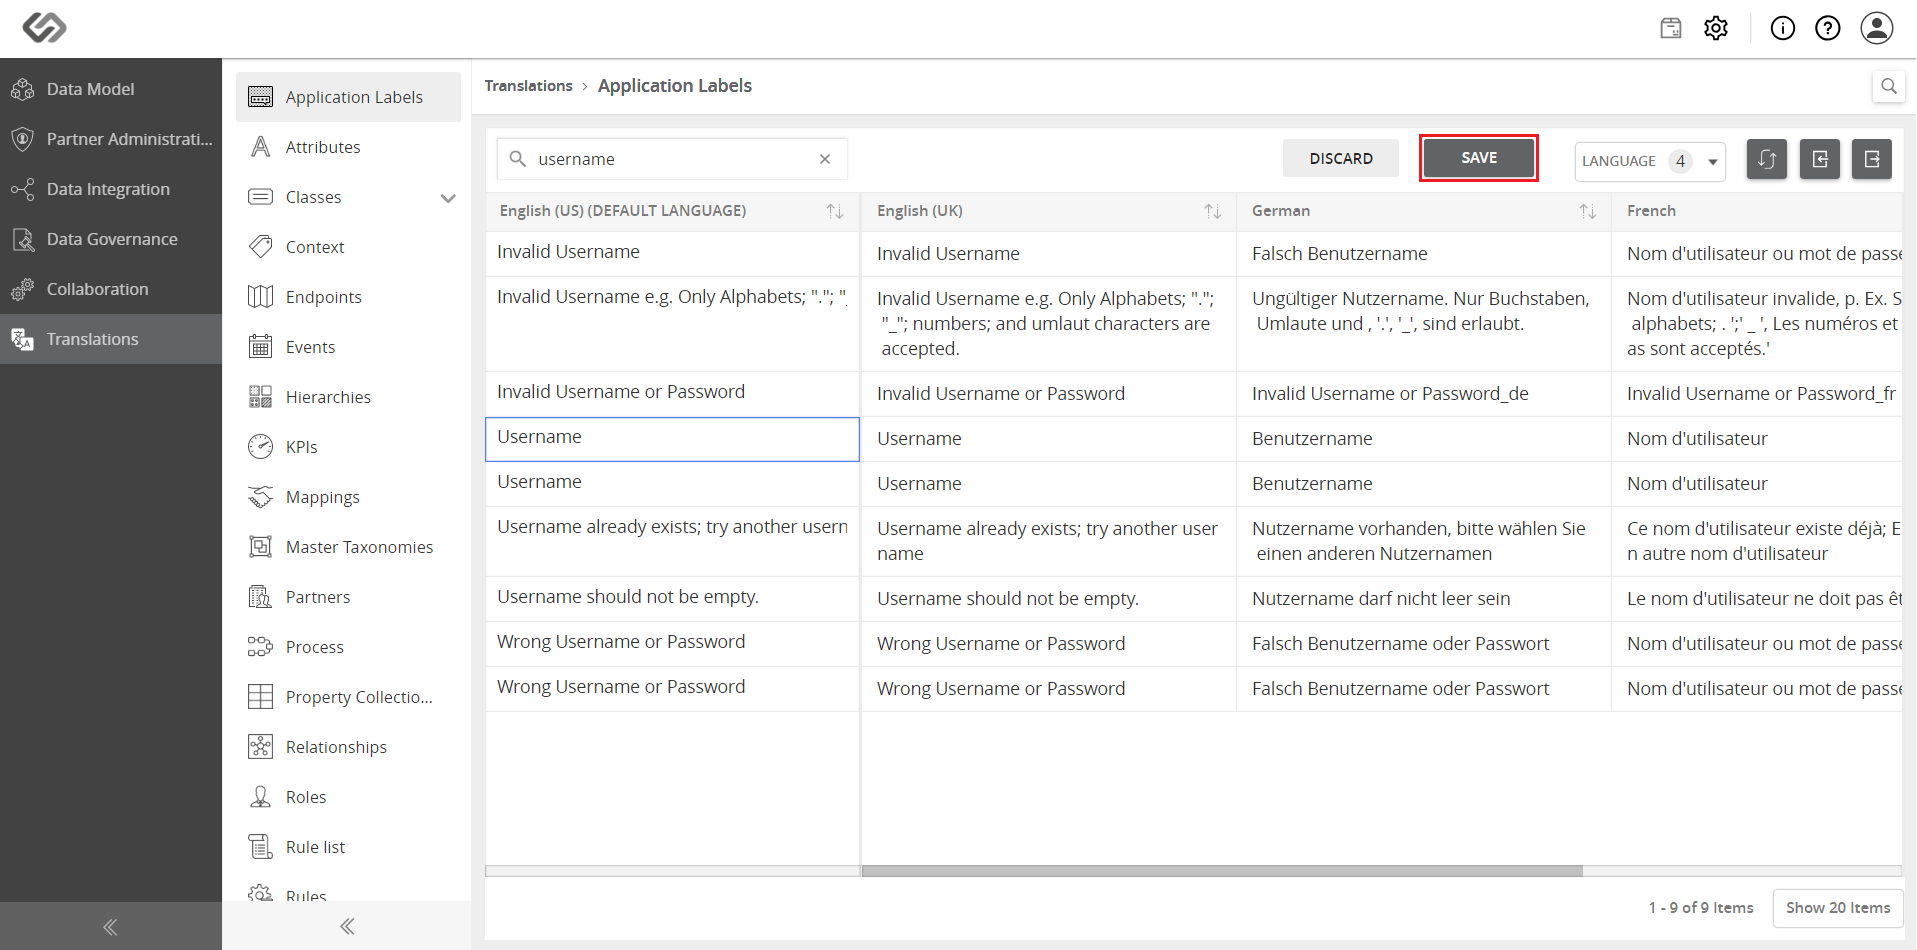 Data Model
Partner Administrati...
Data Integration
Data Governance
Collaboration
Translations
Application Labels
Attributes
Classes
Context
Endpoints
Events
Hierarchies
KPIs
Mappings
Master Taxonomies
Partners
Process
Property Collectio...
Relationships
Roles
Rule list
Rules
Translations > Application Labels
username
DISCARD
SAVE
LANGUAGE 4
English (US) (DEFAULT LANGUAGE) English (UK) German French
Invalid Username
Invalid Username
Falsch Benutzername
Nom d'utilisateur ou mot de passe
Invalid Username e.g. Only Alphabets; "."; "_
Invalid Username e.g. Only Alphabets; ".";
"_"; numbers; and umlaut characters are
accepted.
Ungültiger Nutzername. Nur Buchstaben,
Umlaute und , '.', '_', sind erlaubt.
Nom d'utilisateur invalide, p. Ex. S
alphabets; . ';' _ ', Les numéros et
as sont acceptés.'
Invalid Username or Password
Invalid Username or Password
Invalid Username or Password_de
Invalid Username or Password_fr
Username
Username
Benutzername
Nom d'utilisateur
Username
Username
Benutzername
Nom d'utilisateur
Username already exists; try another usern
Username already exists; try another user
name
Nutzername vorhanden, bitte wählen Sie
einen anderen Nutzernamen
Ce nom d'utilisateur existe déjà; E
n autre nom d'utilisateur
Username should not be empty.
Username should not be empty.
Nutzername darf nicht leer sein
Le nom d'utilisateur ne doit pas êt
Wrong Username or Password
Wrong Username or Password
Falsch Benutzername oder Passwort
Nom d'utilisateur ou mot de passe
Wrong Username or Password
Wrong Username or Password
Falsch Benutzername oder Passwort
Nom d'utilisateur ou mot de passe
1 - 9 of 9 Items
Show 20 Items